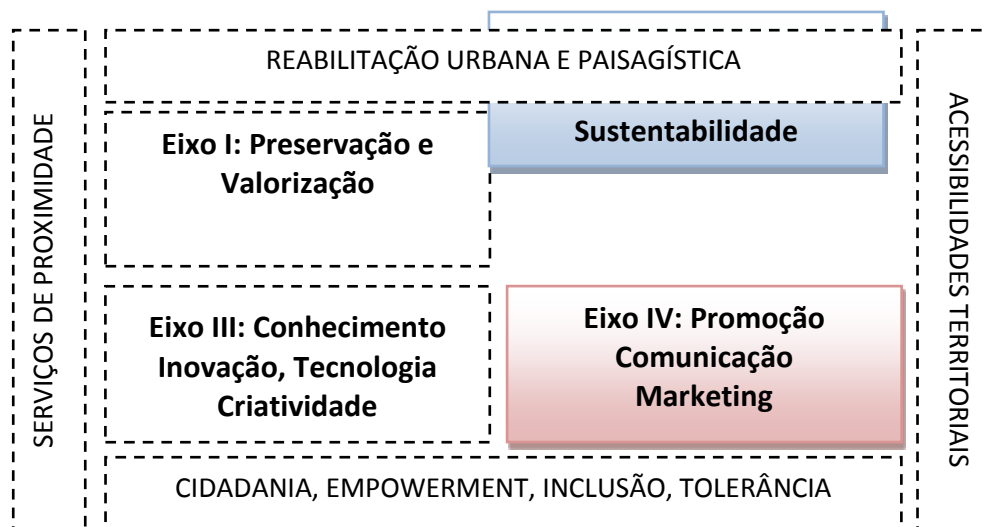 REABILITAÇÃO URBANA E PAISAGÍSTICA
SERVIÇOS DE PROXIMIDADE
Eixo I: Preservação e
Valorização
Sustentabilidade
Eixo III: Conhecimento
Inovação, Tecnologia
Criatividade
Eixo IV: Promoção
Comunicação
Marketing
ACESSIBILIDADES TERRITORIAIS
CIDADANIA, EMPOWERMENT, INCLUSÃO, TOLERÂNCIA